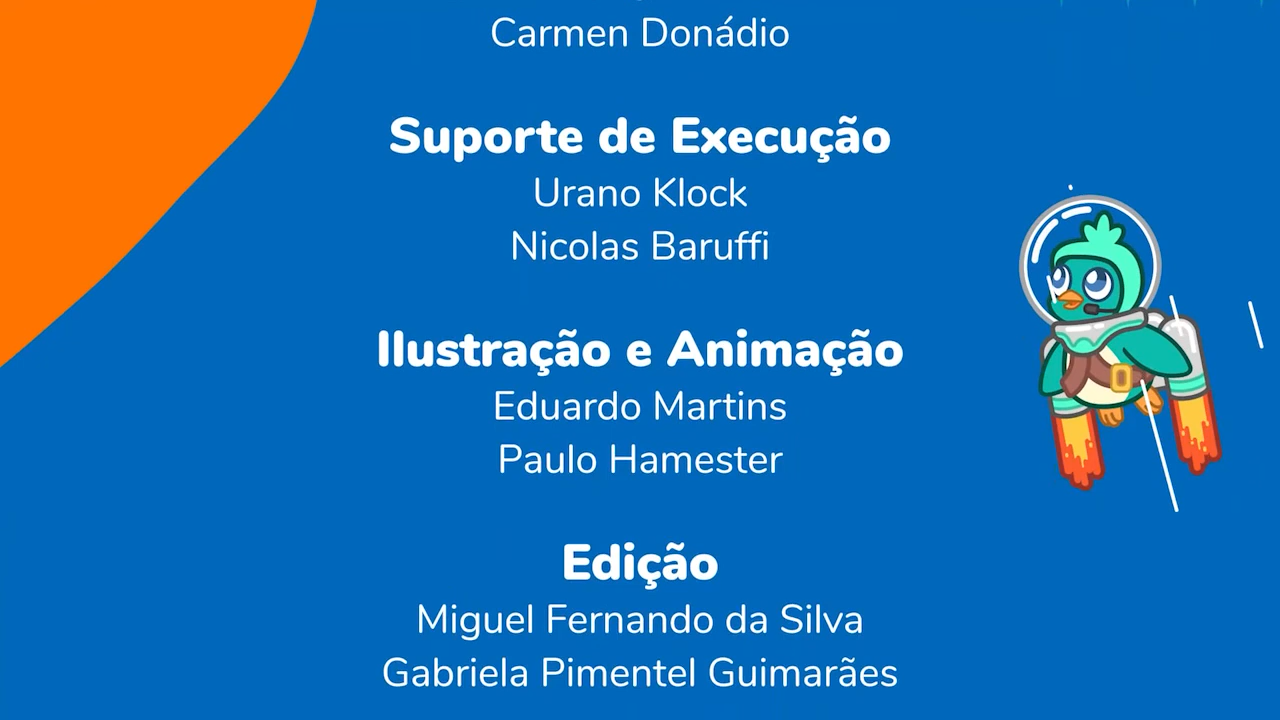 Carmen Donádio
Suporte de Execução
Urano Klock
Nicolas Baruffi
Ilustração e Animação
Eduardo Martins
Paulo Hamester
Edição
Miguel Fernando da Silva
Gabriela Pimentel Guimarães